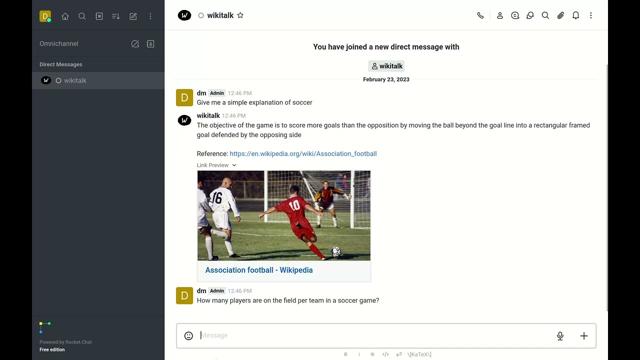 D
W wikitalk
Omnichannel
You have joined a new direct message with
wikitalk
Direct Messages
W wikitalk
February 23, 2023
D dm Admin 12:46 PM
Give me a simple explanation of soccer
W wikitalk 12:46 PM
The objective of the game is to score more goals than the opposition by moving the ball beyond the goal line into a rectangular framed
goal defended by the opposing side
Reference: https://en.wikipedia.org/wiki/Association_football
Link Preview
16
10
Association football - Wikipedia
D dm Admin 12:46 PM
How many players are on the field per team in a soccer game?
Message
Powered by Rocket.Chat
Free edition
B I S </> \KaTeX\